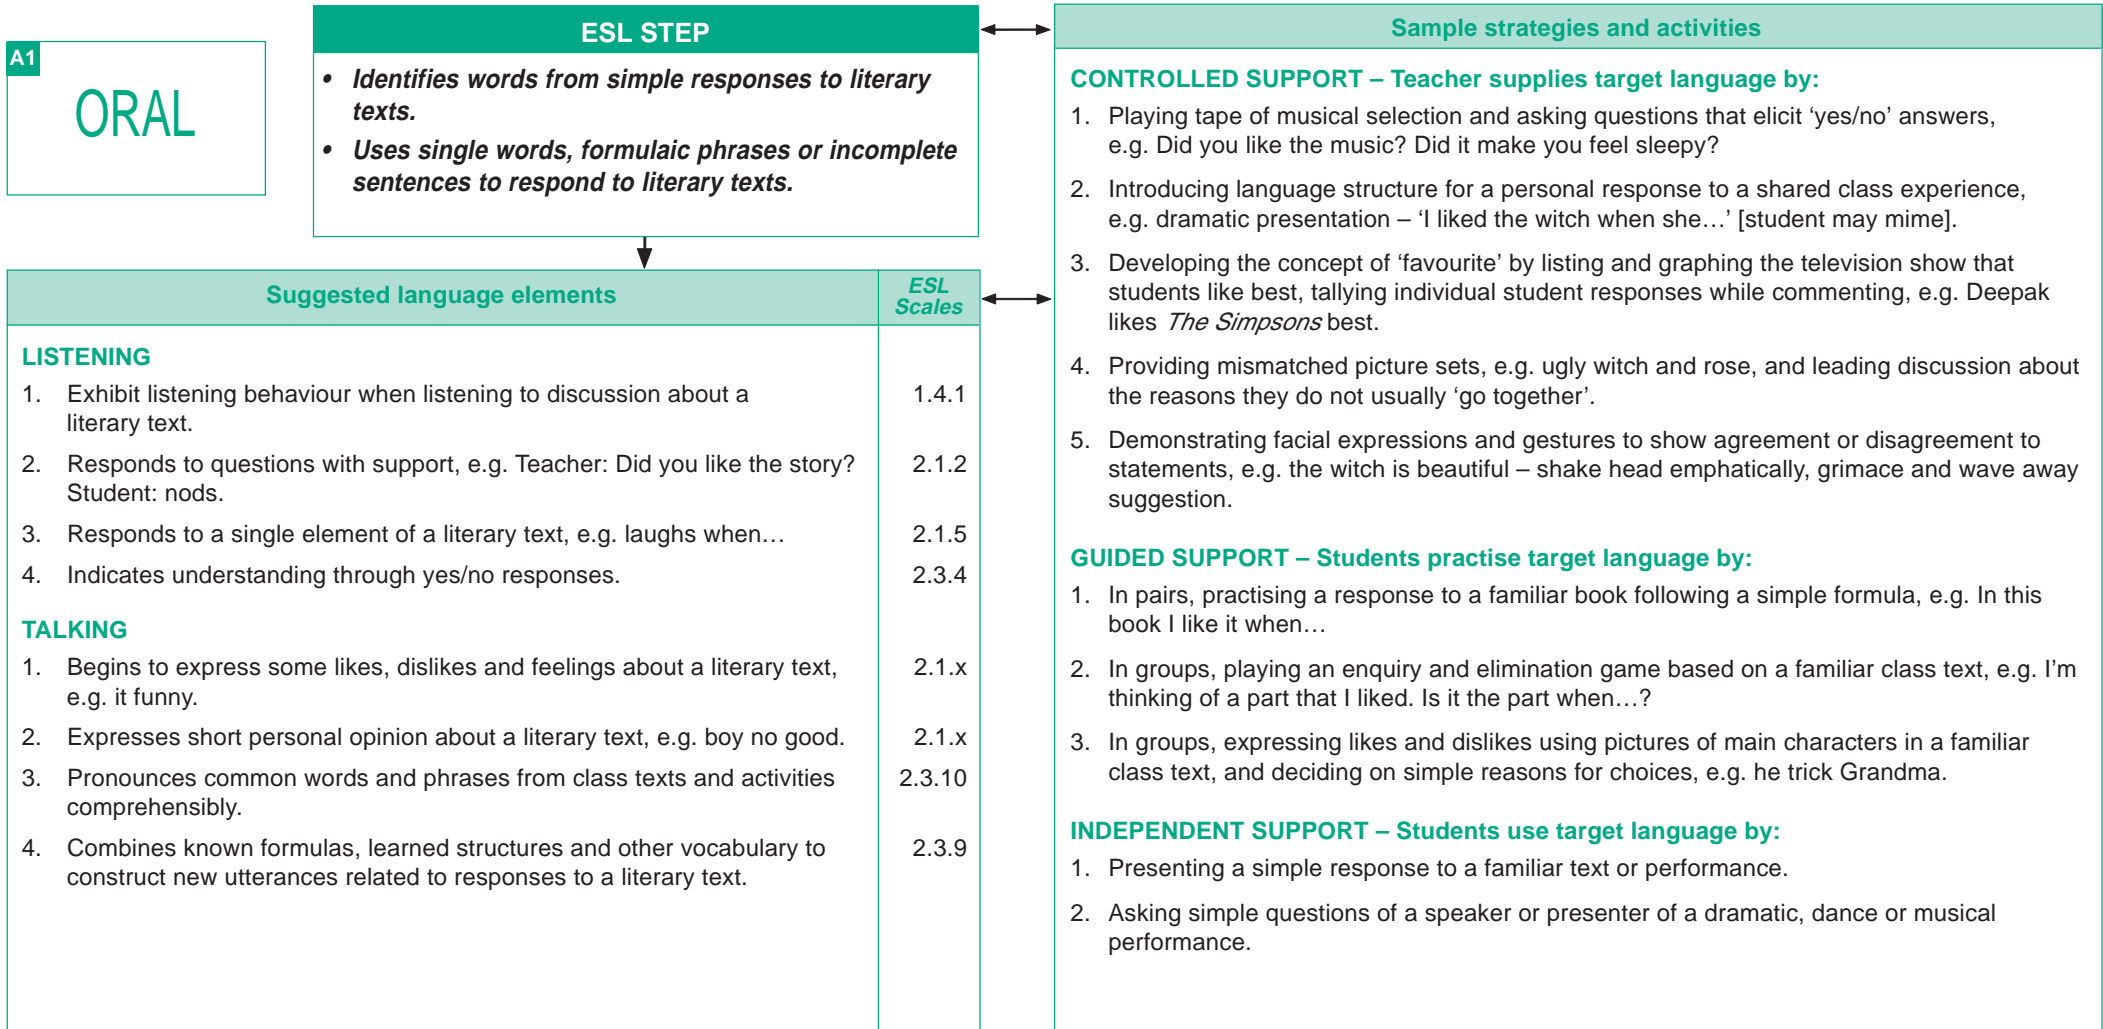 A1
ORAL
ESL STEP
• Identifies words from simple responses to literary
texts.
• Uses single words, formulaic phrases or incomplete
sentences to respond to literary texts.
Suggested language elements
ESL
Scales
LISTENING
1. Exhibit listening behaviour when listening to discussion about a 1.4.1
literary text.
2. Responds to questions with support, e.g. Teacher: Did you like the story? 2.1.2
Student: nods.
3. Responds to a single element of a literary text, e.g. laughs when… 2.1.5
4. Indicates understanding through yes/no responses. 2.3.4
TALKING
1. Begins to express some likes, dislikes and feelings about a literary text, 2.1.x
e.g. it funny.
2. Expresses short personal opinion about a literary text, e.g. boy no good. 2.1.x
3. Pronounces common words and phrases from class texts and activities 2.3.10
comprehensibly.
4. Combines known formulas, learned structures and other vocabulary to 2.3.9
construct new utterances related to responses to a literary text.
Sample strategies and activities
CONTROLLED SUPPORT – Teacher supplies target language by:
1. Playing tape of musical selection and asking questions that elicit ‘yes/no’ answers,
e.g. Did you like the music? Did it make you feel sleepy?
2. Introducing language structure for a personal response to a shared class experience,
e.g. dramatic presentation – ‘I liked the witch when she…’ [student may mime].
3. Developing the concept of ‘favourite’ by listing and graphing the television show that
students like best, tallying individual student responses while commenting, e.g. Deepak
likes The Simpsons best.
4. Providing mismatched picture sets, e.g. ugly witch and rose, and leading discussion about
the reasons they do not usually ‘go together’.
5. Demonstrating facial expressions and gestures to show agreement or disagreement to
statements, e.g. the witch is beautiful – shake head emphatically, grimace and wave away
suggestion.
GUIDED SUPPORT – Students practise target language by:
1. In pairs, practising a response to a familiar book following a simple formula, e.g. In this
book I like it when…
2. In groups, playing an enquiry and elimination game based on a familiar class text, e.g. I’m
thinking of a part that I liked. Is it the part when…?
3. In groups, expressing likes and dislikes using pictures of main characters in a familiar
class text, and deciding on simple reasons for choices, e.g. he trick Grandma.
INDEPENDENT SUPPORT – Students use target language by:
1. Presenting a simple response to a familiar text or performance.
2. Asking simple questions of a speaker or presenter of a dramatic, dance or musical
performance.